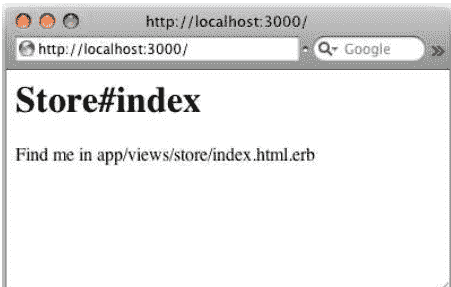 http://localhost:3000/
http://localhost:3000/ Google »
Store#index
Find me in app/views/store/index.html.erb